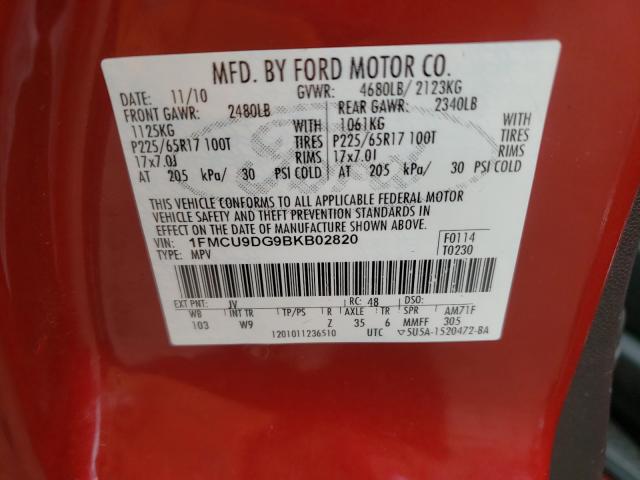 MFD. BY FORD MOTOR CO.
DATE: 11/10 GVWR: 4680LB/ 2123KG
FRONT GAWR: 2480LB REAR GAWR: 2340LB
1125KG WITH 1061KG WITH
P225/65R17 100T TIRES P225/65R17 100T TIRES
17x7.0J RIMS 17x7.0J RIMS
AT 205 kPa/ 30 PSI COLD AT 205 kPa/ 30 PSI COLD
THIS VEHICLE CONFORMS TO ALL APPLICABLE FEDERAL MOTOR
VEHICLE SAFETY AND THEFT PREVENTION STANDARDS IN
EFFECT ON THE DATE OF MANUFACTURE SHOWN ABOVE.
VIN: 1FMCU9DG9BKB02820 F0114
TYPE: MPV T0230
EXT PNT: JV RC: 48 DSO:
WB INT TR TP/PS R AXLE TR SPR AM71F
103 W9 Z 35 6 MMFF 305
1201011236510 UTC 5U5A-1520472-BA